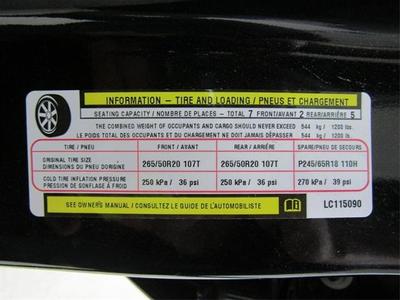 INFORMATION – TIRE AND LOADING / PNEUS ET CHARGEMENT
SEATING CAPACITY / NOMBRE DE PLACES – TOTAL 7 FRONT/AVANT 2 REAR/ARRIÈRE 5
THE COMBINED WEIGHT OF OCCUPANTS AND CARGO SHOULD NEVER EXCEED 544 kg / 1200 lbs.
LE POIDS TOTAL DES OCCUPANTS ET DU CHARGEMENT NE DOIT JAMAIS DÉPASSER 544 kg / 1200 lb.
TIRE / PNEU FRONT / AVANT REAR / ARRIÈRE SPARE/PNEU DE SECOURS
ORIGINAL TIRE SIZE 265/50R20 107T 265/50R20 107T P245/65R18 110H
DIMENSIONS DU PNEU D'ORIGINE
COLD TIRE INFLATION PRESSURE 250 kPa / 36 psi 250 kPa / 36 psi 270 kPa / 39 psi
PRESSION DE GONFLAGE À FROID
SEE OWNER'S MANUAL / CONSULTEZ LE GUIDE DE L'AUTOMOBILISTE LC115090